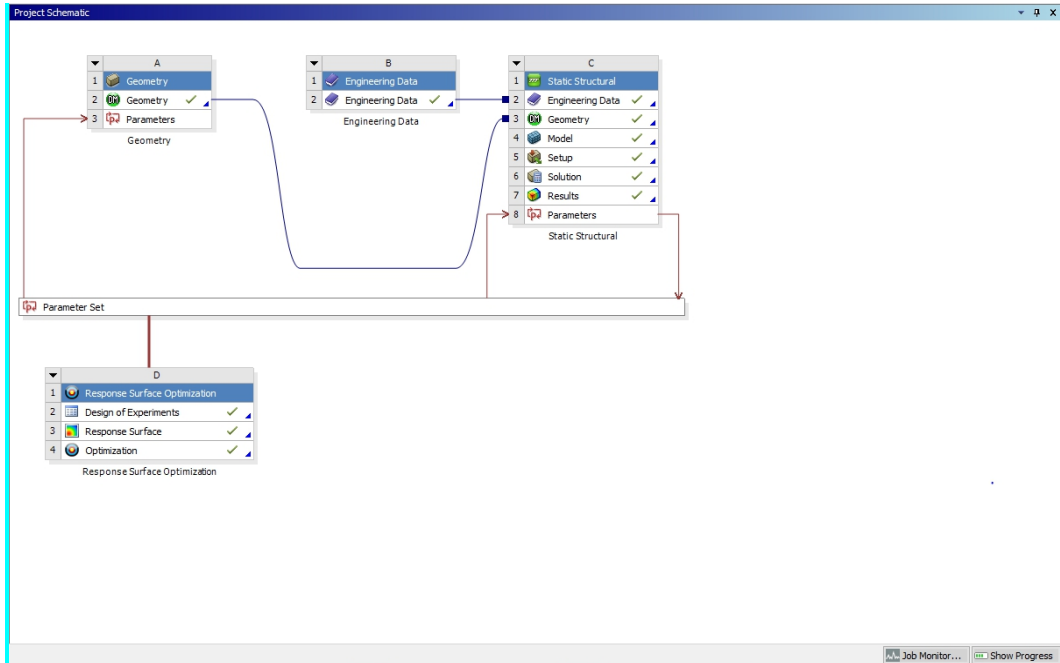 Project Schematic
A
1 Geometry
2 Geometry
3 Parameters
Geometry
B
1 Engineering Data
2 Engineering Data
Engineering Data
C
1 Static Structural
2 Engineering Data
3 Geometry
4 Model
5 Setup
6 Solution
7 Results
8 Parameters
Static Structural
Parameter Set
D
1 Response Surface Optimization
2 Design of Experiments
3 Response Surface
4 Optimization
Response Surface Optimization
Job Monitor... Show Progress